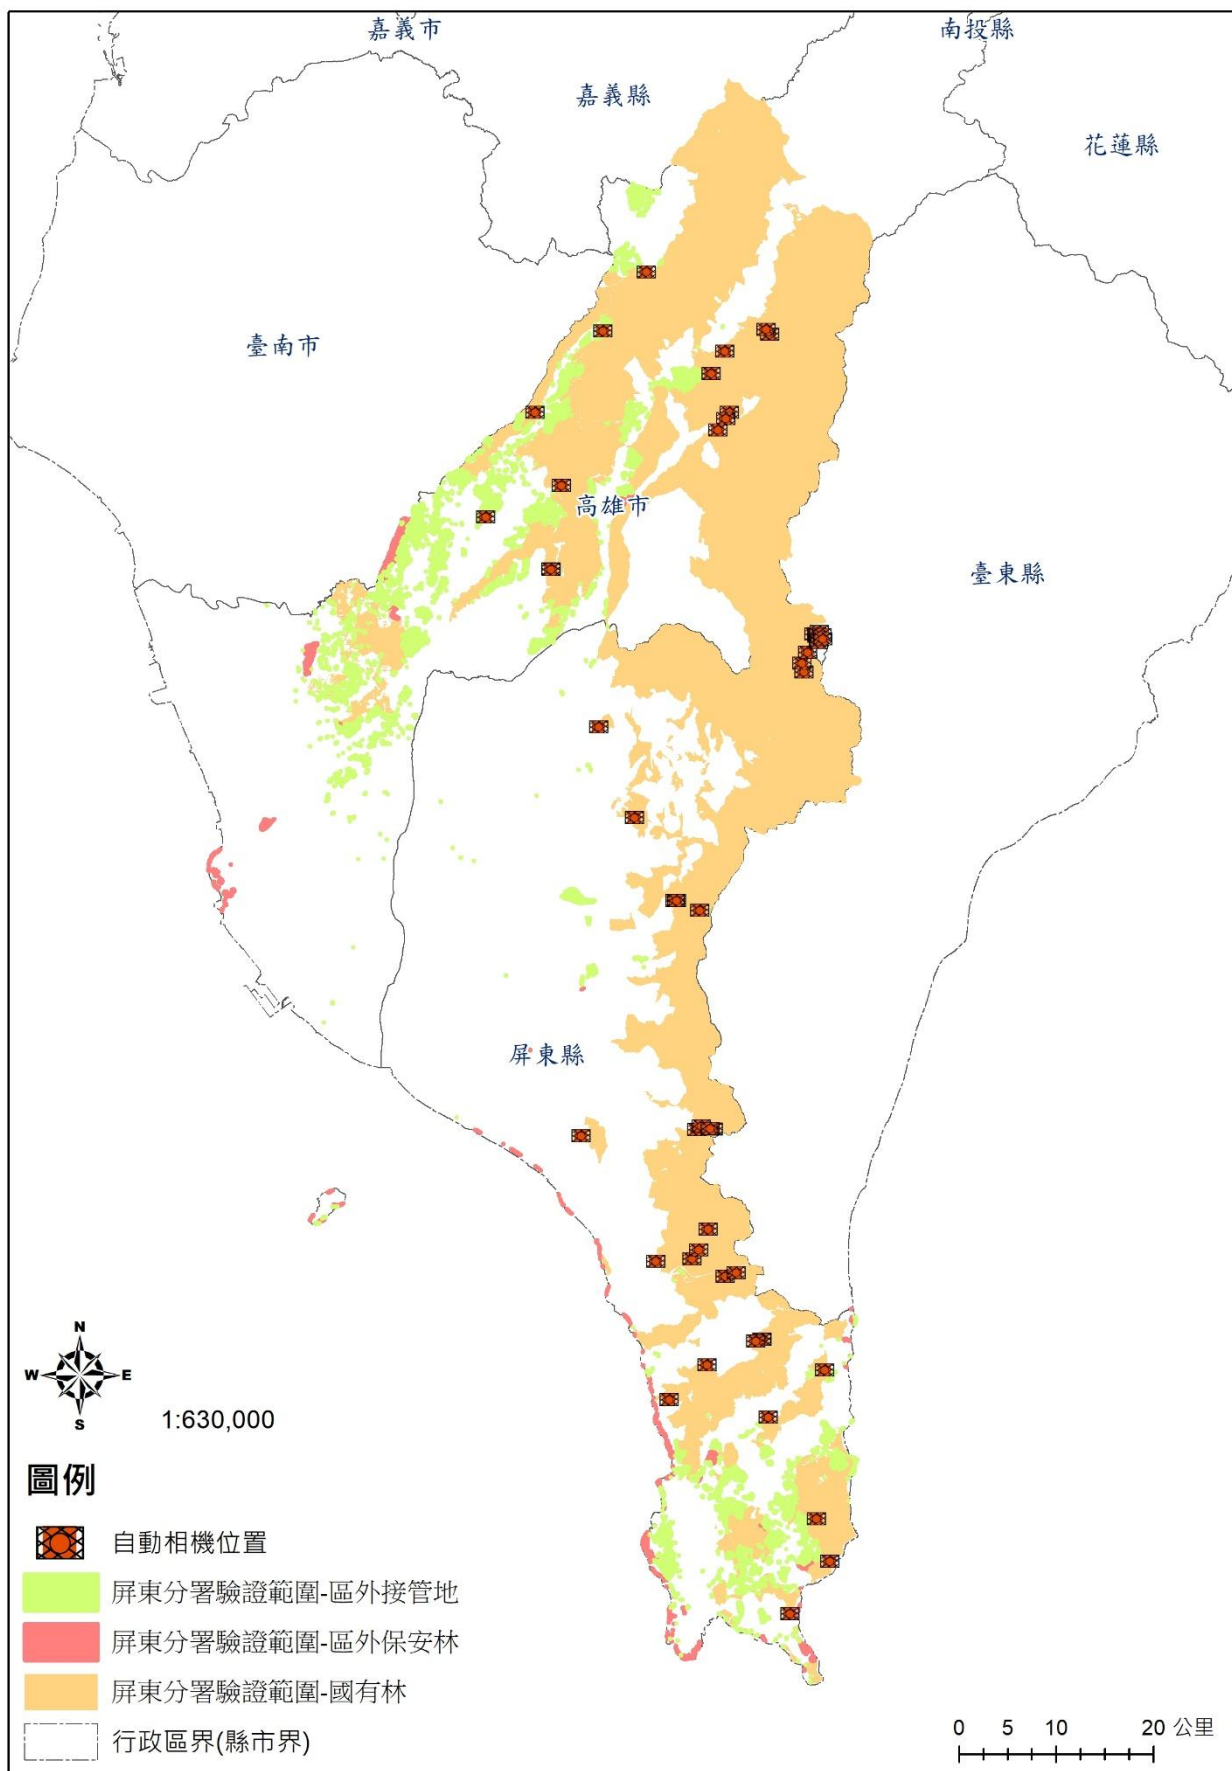 嘉義市
南投縣
嘉義縣
花蓮縣
臺南市
高雄市
臺東縣
屏東縣
N
W E
S
1:630,000
圖例
自動相機位置
屏東分署驗證範圍-區外接管地
屏東分署驗證範圍-區外保安林
屏東分署驗證範圍-國有林
行政區界(縣市界)
0 5 10 20 公里